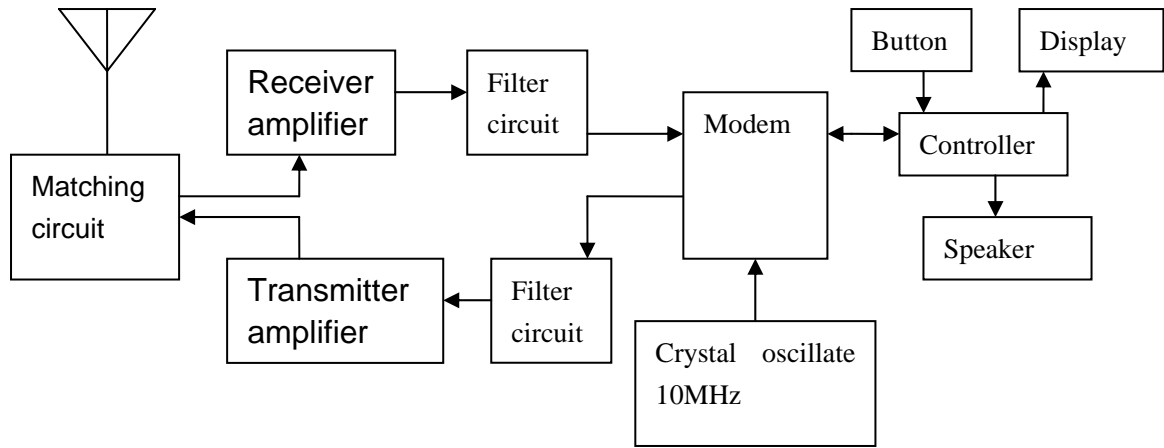 Button
Display
Receiver
amplifier
Filter
circuit
Modem
Controller
Matching
circuit
Speaker
Transmitter
amplifier
Filter
circuit
Crystal oscillate
10MHz